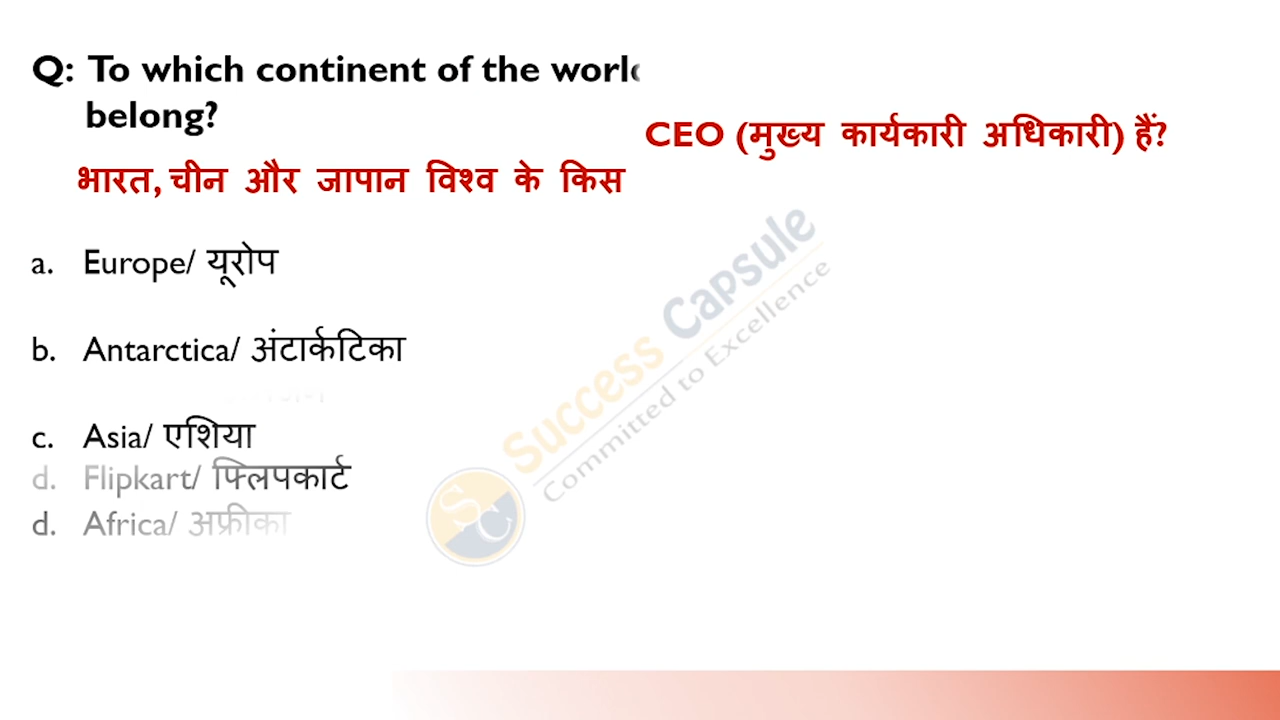 Q: To which continent of the world
belong?
CEO (मुख्य कार्यकारी अधिकारी) हैं?
भारत, चीन और जापान विश्व के किस
a. Europe/ यूरोप
b. Antarctica/ अंटार्कटिका
c. Asia/ एशिया
d. Flipkart/ फ्लिपकार्ट
d. Africa/ अफ्रीका
Success Capsule
Committed to Excellence
SC